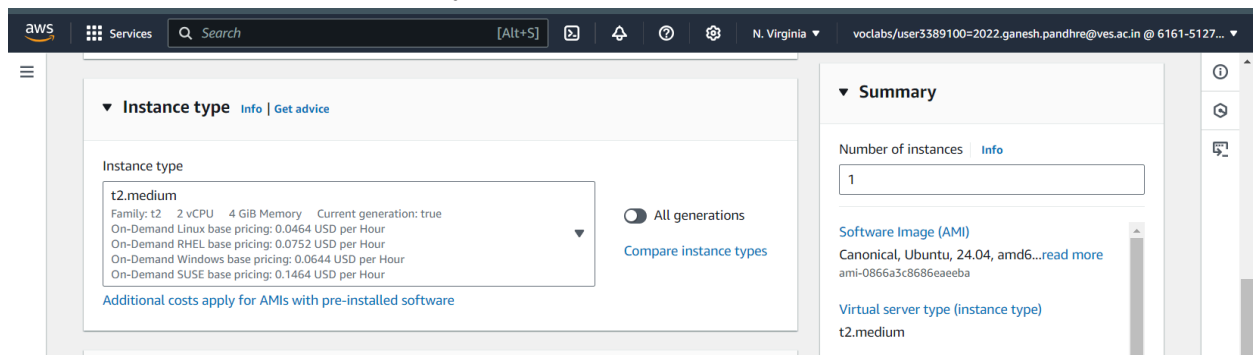 aws Services Search [Alt+S] N. Virginia ▼ voclabs/user3389100=2022.ganesh.pandhre@ves.ac.in @ 6161-5127... ▼
▼ Instance type Info | Get advice
Instance type
t2.medium
Family: t2 2 vCPU 4 GiB Memory Current generation: true
On-Demand Linux base pricing: 0.0464 USD per Hour
On-Demand RHEL base pricing: 0.0752 USD per Hour
On-Demand Windows base pricing: 0.0644 USD per Hour
On-Demand SUSE base pricing: 0.1464 USD per Hour
All generations
Compare instance types
Additional costs apply for AMIs with pre-installed software
▼ Summary
Number of instances Info
1
Software Image (AMI)
Canonical, Ubuntu, 24.04, amd6...read more
ami-0866a3c8686eaeeba
Virtual server type (instance type)
t2.medium